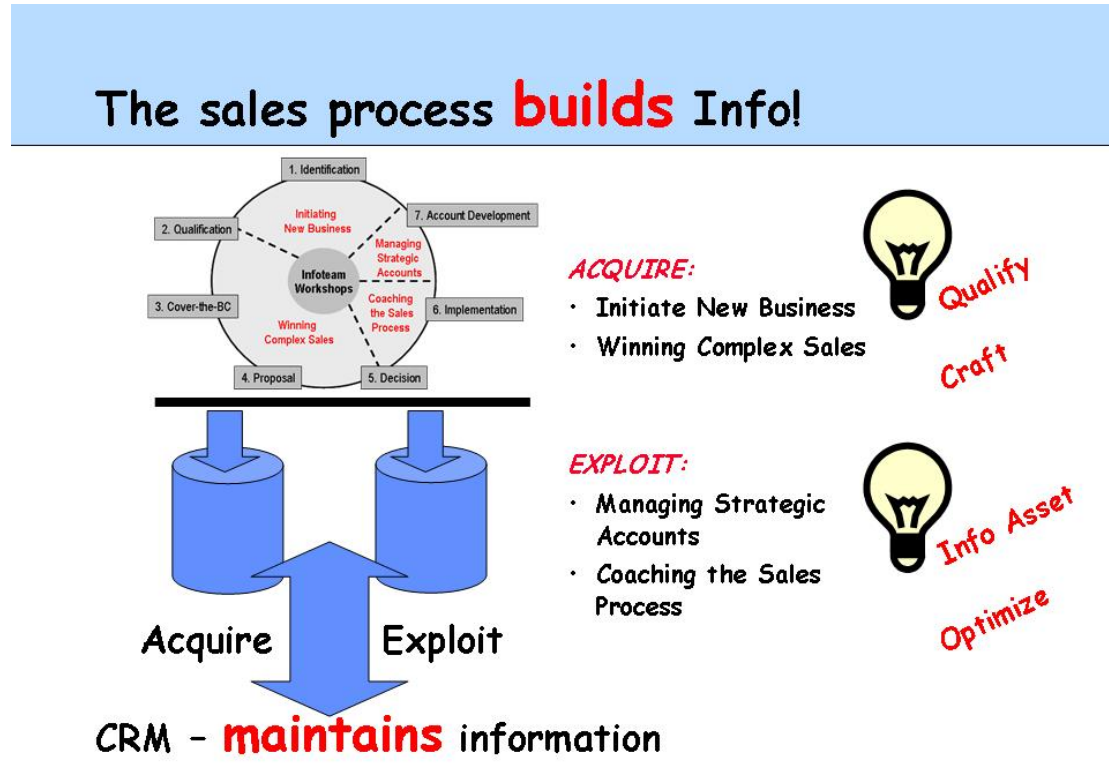 The sales process builds Info!
1. Identification
2. Qualification
7. Account Development
Initiating
New Business
Managing
Strategic
Accounts
Infoteam
Workshops
3. Cover-the-BC
6. Implementation
Coaching
the Sales
Process
Winning
Complex Sales
4. Proposal
5. Decision
ACQUIRE:
• Initiate New Business
• Winning Complex Sales
Qualify
Craft
EXPLOIT:
• Managing Strategic
Accounts
• Coaching the Sales
Process
Info Asset
Optimize
Acquire
Exploit
CRM – maintains information